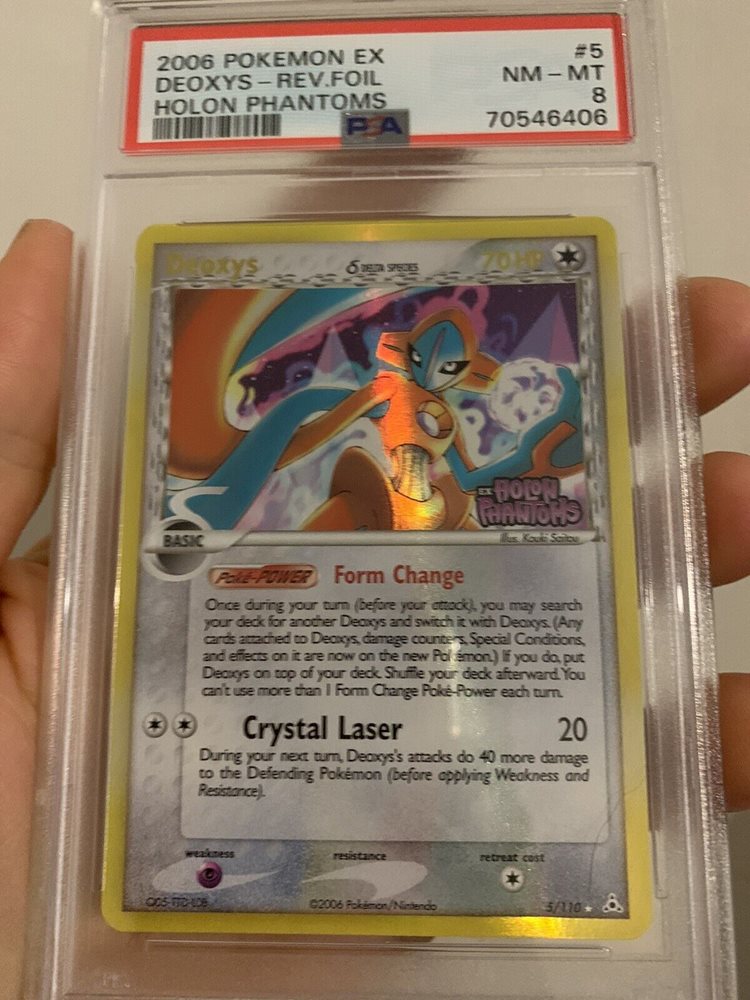 2006 POKEMON EX #5
DEOXYS - REV.FOIL NM - MT
HOLON PHANTOMS 8
PSA 70546406
Deoxys δ DELTA SPECIES 70 HP
EX HOLON
PHANTOMS
BASIC Illus. Kouki Saitou
Poké-POWER Form Change
Once during your turn (before your attack), you may search
your deck for another Deoxys and switch it with Deoxys. (Any
cards attached to Deoxys, damage counters, Special Conditions,
and effects on it are now on the new Pokémon.) If you do, put
Deoxys on top of your deck. Shuffle your deck afterward. You
can't use more than 1 Form Change Poké-Power each turn.
Crystal Laser 20
During your next turn, Deoxys's attacks do 40 more damage
to the Defending Pokémon (before applying Weakness and
Resistance).
weakness resistance retreat cost
©2006 Pokémon/Nintendo 5/110 ★